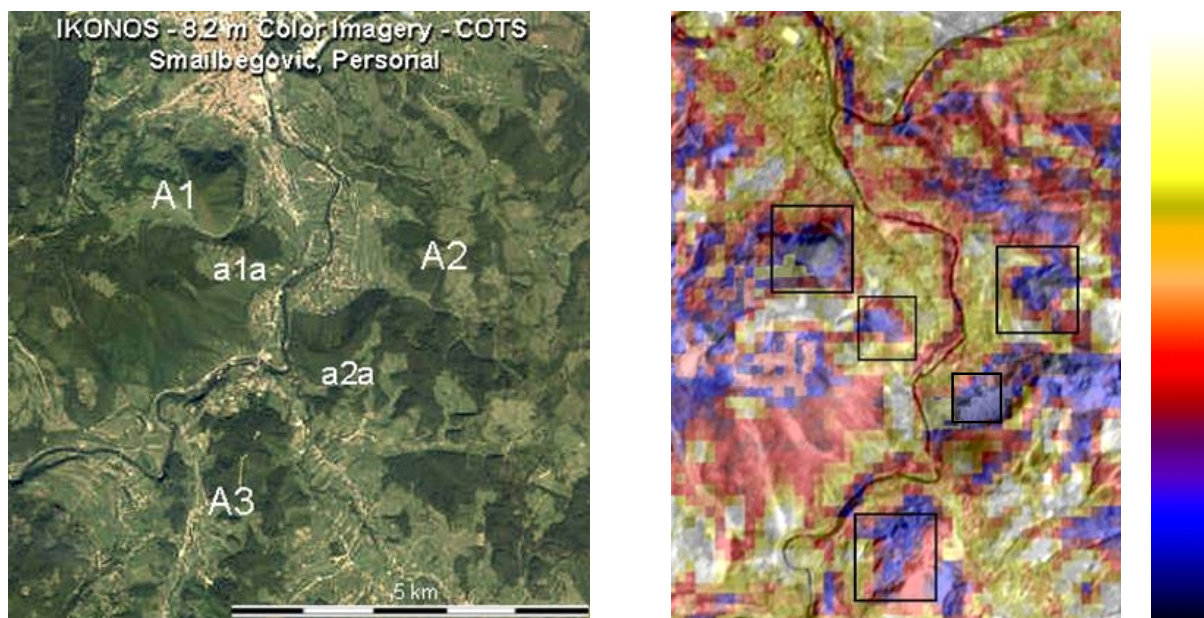 IKONOS - 8.2 m Color Imagery - COTS
Smailbegovic, Personal
A1
a1a
A2
a2a
A3
5 km